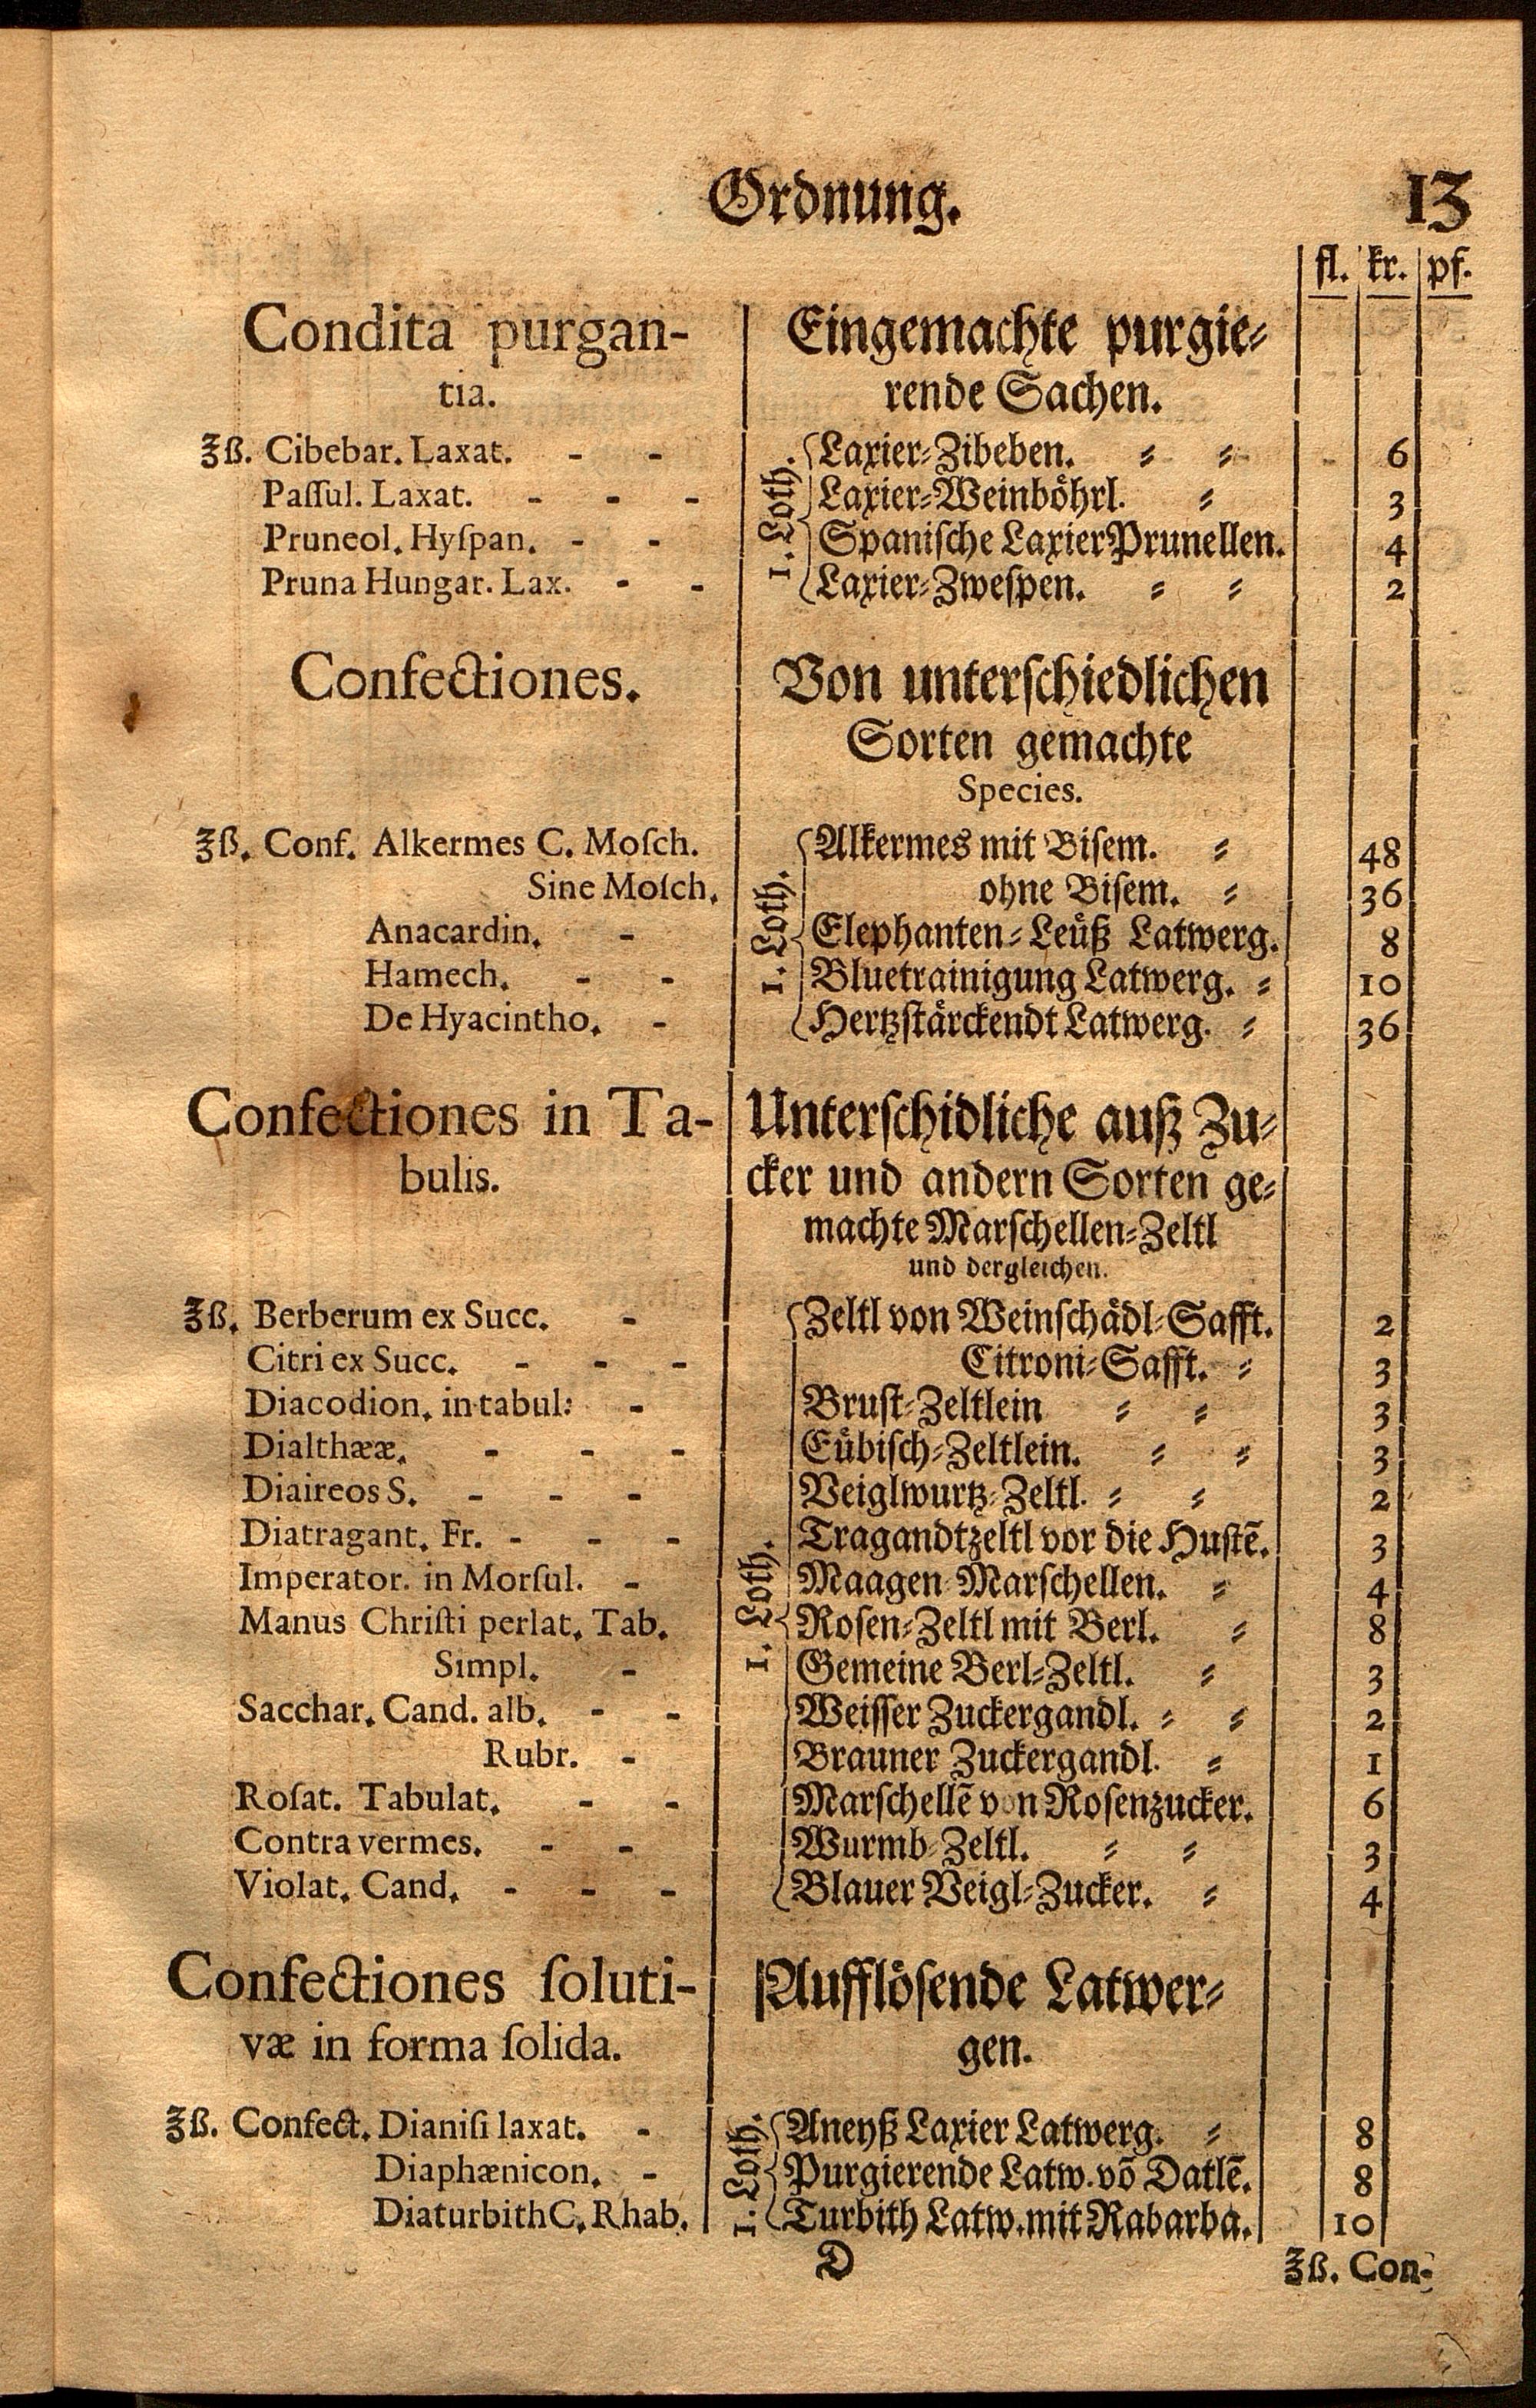 Ordnung. 13
fl. kr. pf.
Condita purgan- Eingemachte purgie-
tia. rende Sachen.
ʒß. Cibebar. Laxat. - - 1. Loth. Laxier-Zibeben. 6
Paſſul. Laxat. - - - Laxier-Weinböhrl. 3
Pruneol. Hyſpan. - - Spaniſche Laxier Prunellen. 4
Pruna Hungar. Lax. - - Laxier-Zweſpen. 2
Confectiones. Von unterſchiedlichen
Sorten gemachte
Species.
ʒß. Conf. Alkermes C. Moſch. 1. Loth. Alkermes mit Biſem. 48
Sine Moſch. ohne Biſem. 36
Anacardin. - Elephanten-Leüß Latwerg. 8
Hamech. - - Bluetrainigung Latwerg. 10
De Hyacintho. - Hertzſtärckendt Latwerg. 36
Confectiones in Ta- Unterſchidliche auß Zu-
bulis. cker und andern Sorten ge-
machte Marſchellen-Zeltl
und dergleichen.
ʒß. Berberum ex Succ. - Zeltl von Weinſchädl-Safft. 2
Citri ex Succ. - - - Citroni-Safft. 3
Diacodion. in tabul: - Bruſt-Zeltlein 3
Dialthææ. - - - Eübiſch-Zeltlein. 3
Diaireos S. - - - Veiglwurtz-Zeltl. 2
Diatragant. Fr. - - - Tragandtzeltl vor die Huſtē. 3
Imperator. in Morſul. - 1. Loth. Maagen-Marſchellen. 4
Manus Chriſti perlat. Tab. Roſen-Zeltl mit Berl. 8
Simpl. - Gemeine Berl-Zeltl. 3
Sacchar. Cand. alb. - - Weiſſer Zuckergandl. 2
Rubr. - Brauner Zuckergandl. 1
Roſat. Tabulat. - - Marſchellē von Roſenzucker. 6
Contra vermes. - - Wurmb-Zeltl. 3
Violat. Cand. - - - Blauer Veigl-Zucker. 4
Confectiones ſoluti- Auffflöſende Latwer-
væ in forma ſolida. gen.
ʒß. Confect. Dianiſi laxat. - 1. Loth. Aneyß Laxier Latwerg. 8
Diaphænicon. - Purgierende Latw. vō Datlē. 8
Diaturbith C. Rhab. Turbith Latw. mit Rabarba. 10
D ʒß. Con-